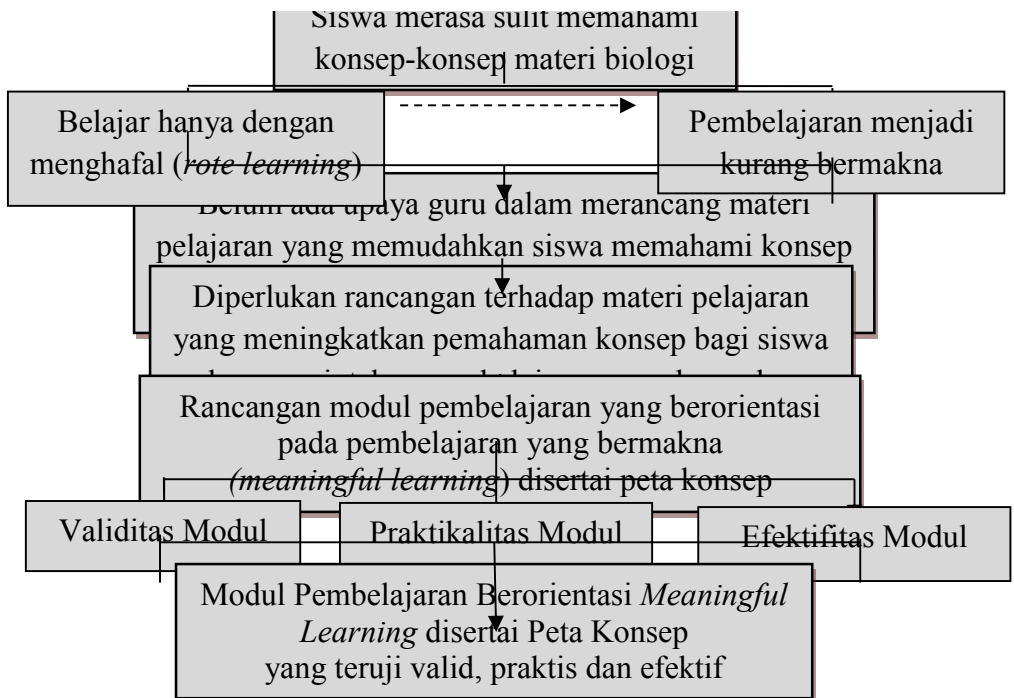 Siswa merasa sulit memahami
konsep-konsep materi biologi
Belajar hanya dengan
menghafal (rote learning)
Pembelajaran menjadi
kurang bermakna
Belum ada upaya guru dalam merancang materi
pelajaran yang memudahkan siswa memahami konsep
Diperlukan rancangan terhadap materi pelajaran
yang meningkatkan pemahaman konsep bagi siswa
Rancangan modul pembelajaran yang berorientasi
pada pembelajaran yang bermakna
(meaningful learning) disertai peta konsep
Validitas Modul
Praktikalitas Modul
Efektifitas Modul
Modul Pembelajaran Berorientasi Meaningful
Learning disertai Peta Konsep
yang teruji valid, praktis dan efektif